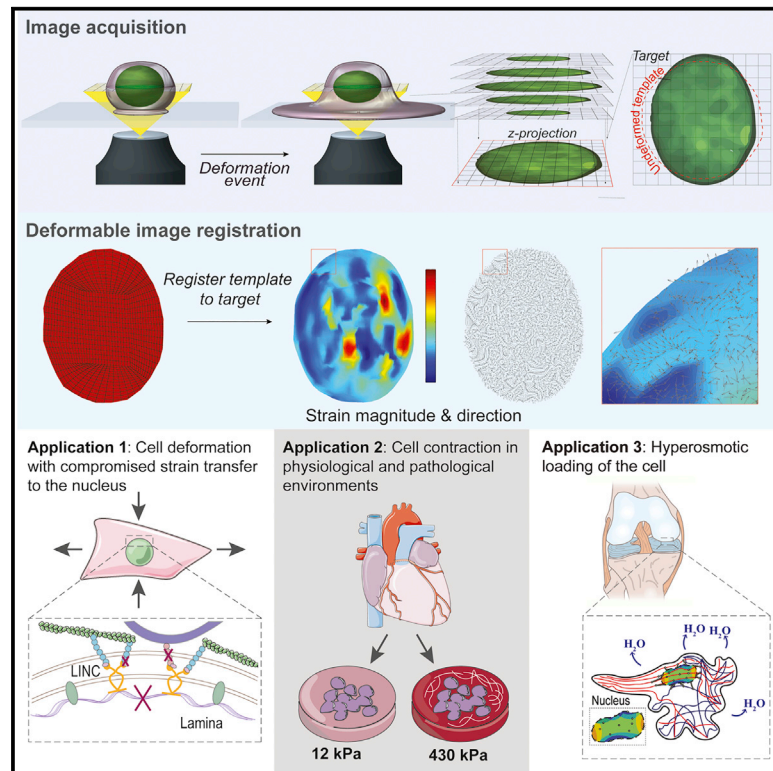 Image acquisition
Deformation
event
z-projection
Target
Undeformed template
Deformable image registration
Register template
to target
Strain magnitude & direction
Application 1: Cell deformation
with compromised strain transfer
to the nucleus
LINC
Lamina
Application 2: Cell contraction in
physiological and pathological
environments
12 kPa
430 kPa
Application 3: Hyperosmotic
loading of the cell
H₂O
H₂O
H₂O
Nucleus
H₂O